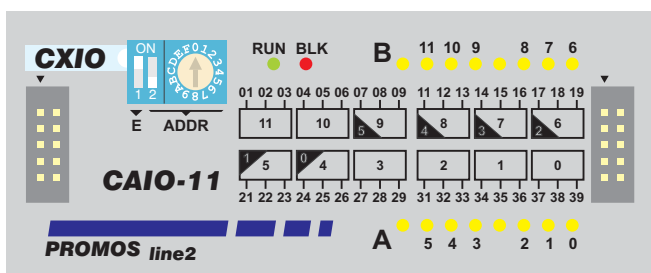 CXIO
ON
1 2
0123456789ABCDEF
E ADDR
RUN BLK
B 11 10 9 8 7 6
01 02 03 04 05 06 07 08 09 11 12 13 14 15 16 17 18 19
11 10 5 9 4 8 3 7 2 6
1 5 0 4 3 2 1 0
CAIO-11
21 22 23 24 25 26 27 28 29 31 32 33 34 35 36 37 38 39
A 5 4 3 2 1 0
PROMOS line2